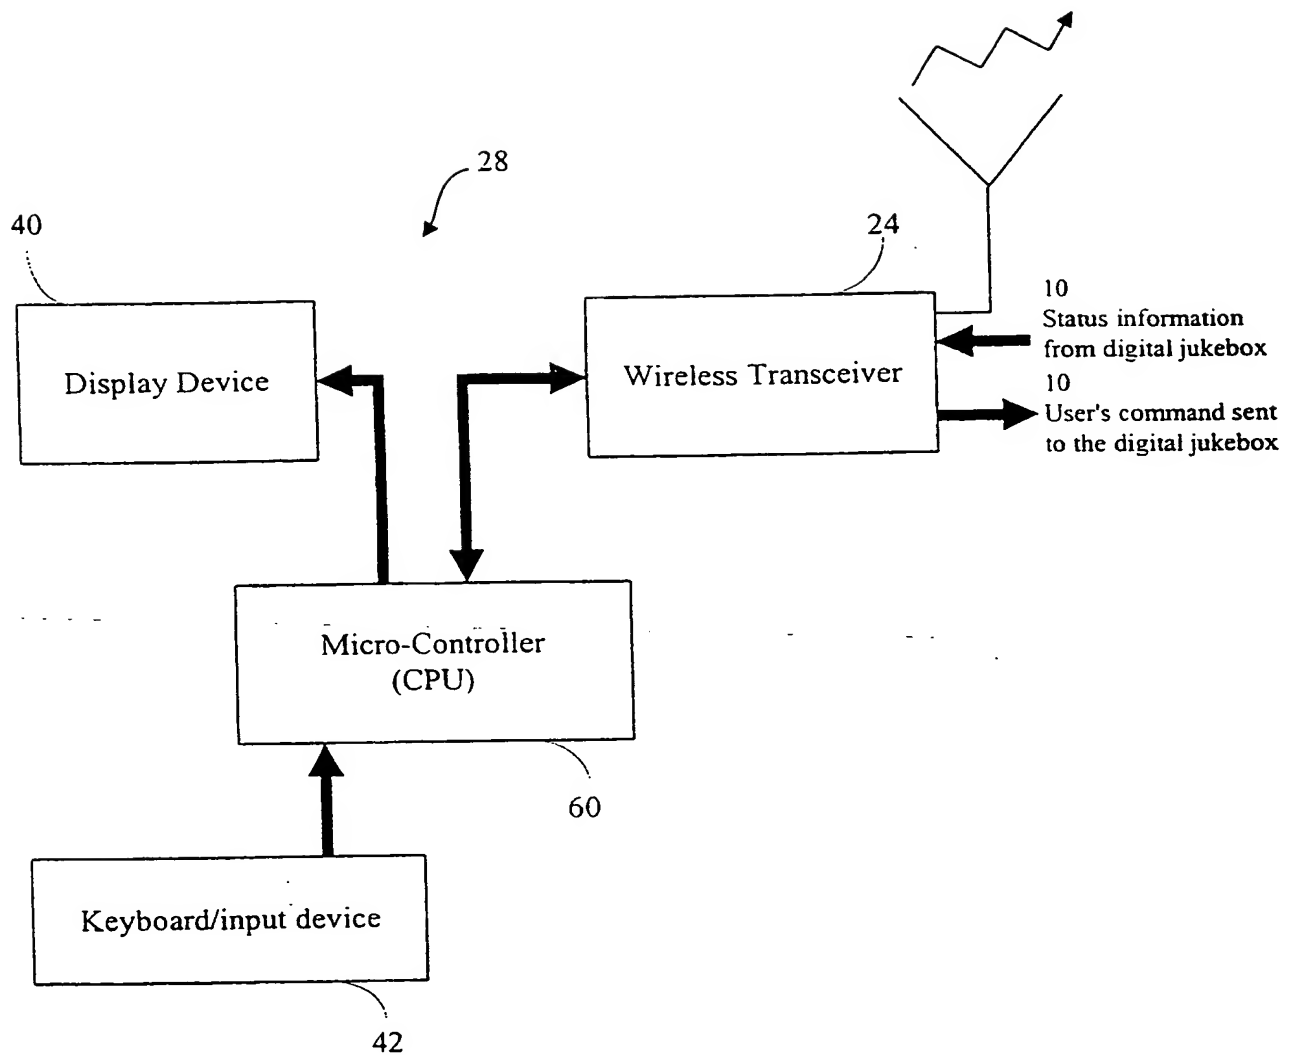 28
40
24
10
Status information
from digital jukebox
Display Device
Wireless Transceiver
10
User's command sent
to the digital jukebox
Micro-Controller
(CPU)
60
Keyboard/input device
42